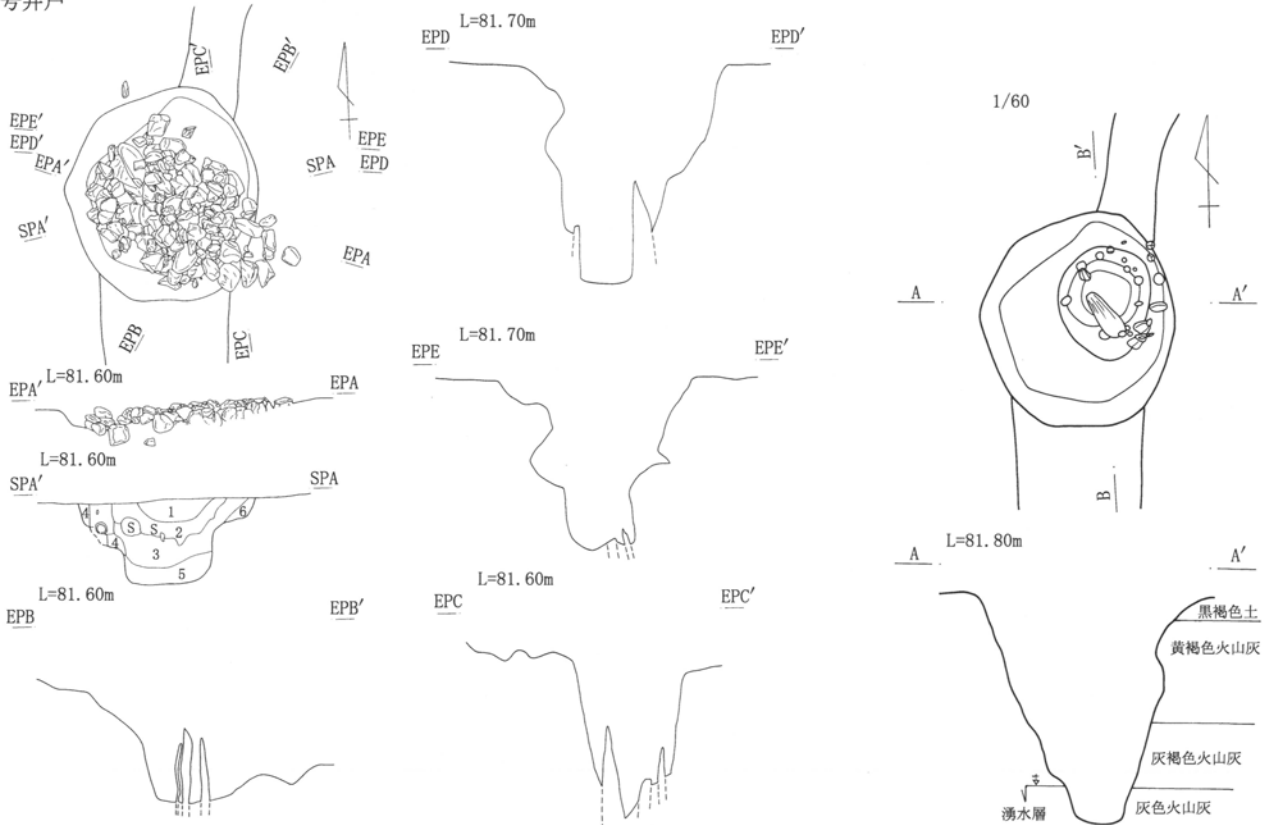 号井戸
EPC′
EPB′
EPE′
EPD′
EPA′
SPA′
EPE
SPA
EPD
EPA
EPB
EPC
EPA′
L=81.60m
EPA
L=81.60m
SPA′
SPA
4
1
6
S
S
2
4
3
5
L=81.60m
EPB
EPB′
L=81.70m
EPD
EPD′
L=81.70m
EPE
EPE′
L=81.60m
EPC
EPC′
1/60
B′
A
A′
B
L=81.80m
A
A′
黒褐色土
黄褐色火山灰
灰褐色火山灰
湧水層
灰色火山灰